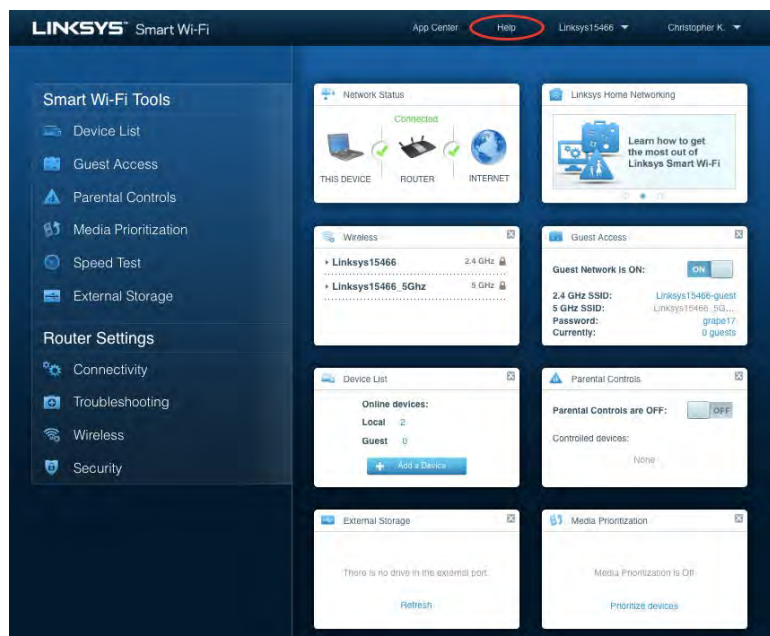 LINKSYS Smart Wi-Fi
App Center Help Linksys15466 Christopher K.
Smart Wi-Fi Tools
Device List
Guest Access
Parental Controls
Media Prioritization
Speed Test
External Storage
Router Settings
Connectivity
Troubleshooting
Wireless
Security
Network Status
Connected
THIS DEVICE ROUTER INTERNET
Linksys Home Networking
Learn how to get
the most out of
Linksys Smart Wi-Fi
Wireless
Linksys15466 2.4 GHz
Linksys15466_5Ghz 5 GHz
Guest Access
Guest Network is ON: ON
2.4 GHz SSID: Linksys15466-guest
5 GHz SSID: Linksys15466_5G...
Password: grape17
Currently: 0 guests
Device List
Online devices:
Local 2
Guest 0
Add a Device
Parental Controls
Parental Controls are OFF: OFF
Controlled devices:
None
External Storage
There is no drive in the external port.
Refresh
Media Prioritization
Media Prioritization is Off
Prioritize devices